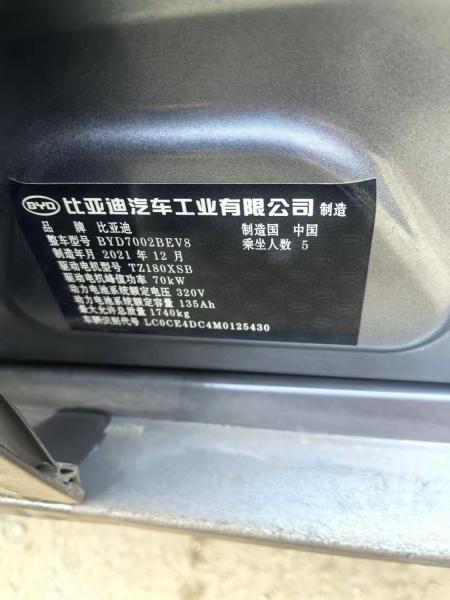 BYD 比亚迪汽车工业有限公司 制造
品 牌 比亚迪 制造国 中国
整车型号 BYD7002BEV8 乘坐人数 5
制造年月 2021 年 12 月
驱动电机型号 TZ180XSB
驱动电机峰值功率 70kW
动力电池系统额定电压 320V
动力电池系统额定容量 135Ah
最大允许总质量 1740kg
车辆识别代号 LC0CE4DC4M0125430